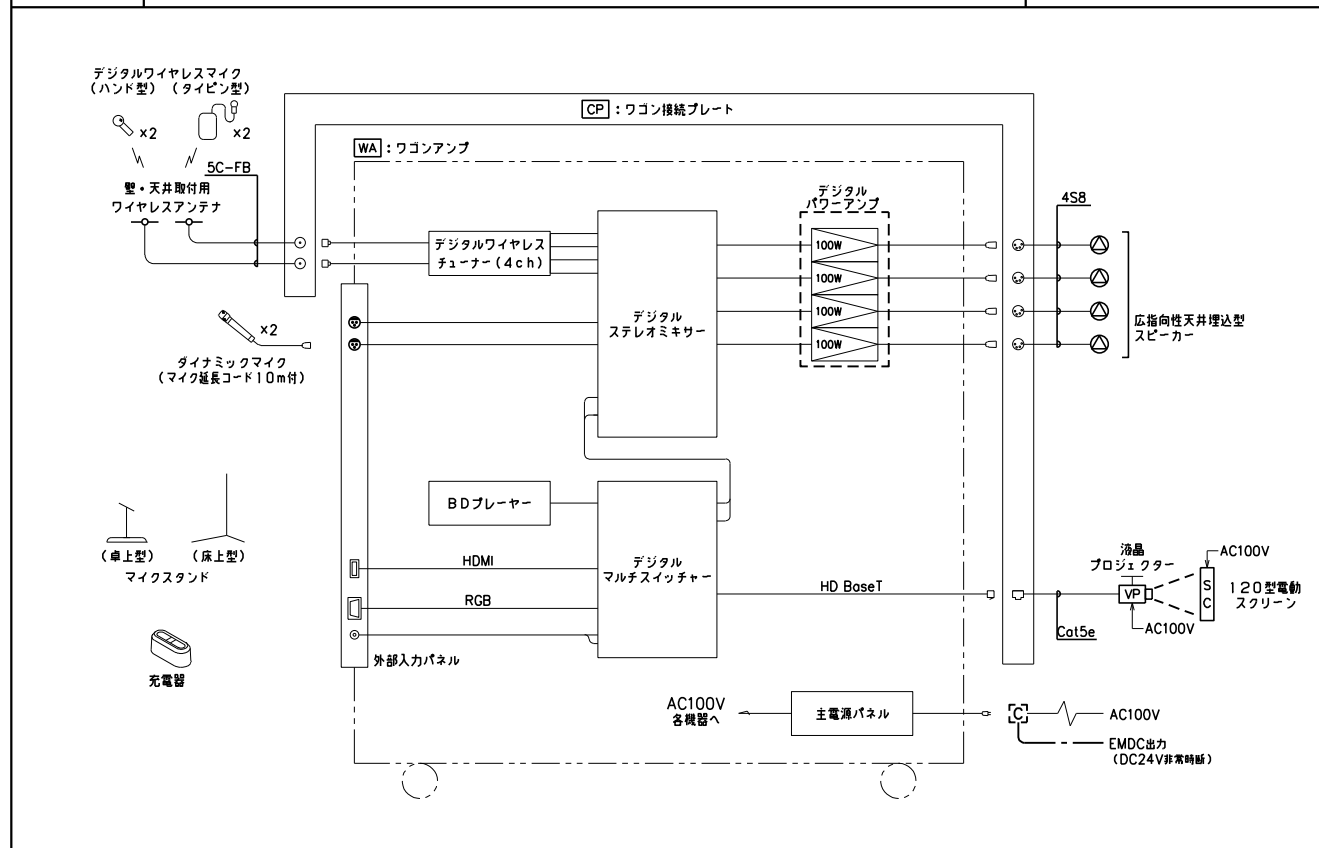 デジタルワイヤレスマイク
(ハンド型) (タイピン型)
×2
×2
5C-FB
壁・天井取付用
ワイヤレスアンテナ
CP:ワゴン接続プレート
WA:ワゴンアンプ
デジタルワイヤレス
チューナー(4ch)
デジタル
ステレオミキサー
デジタル
パワーアンプ
100W
100W
100W
100W
4S8
広指向性天井埋込型
スピーカー
×2
ダイナミックマイク
(マイク延長コード10m付)
(卓上型) (床上型)
マイクスタンド
充電器
BDプレーヤー
HDMI
RGB
外部入力パネル
デジタル
マルチスイッチャー
HD BaseT
Cat5e
液晶
プロジェクター
VP
AC100V
AC100V
SC
120型電動
スクリーン
AC100V
各機器へ
主電源パネル
C
AC100V
EMDC出力
(DC24V非常時断)